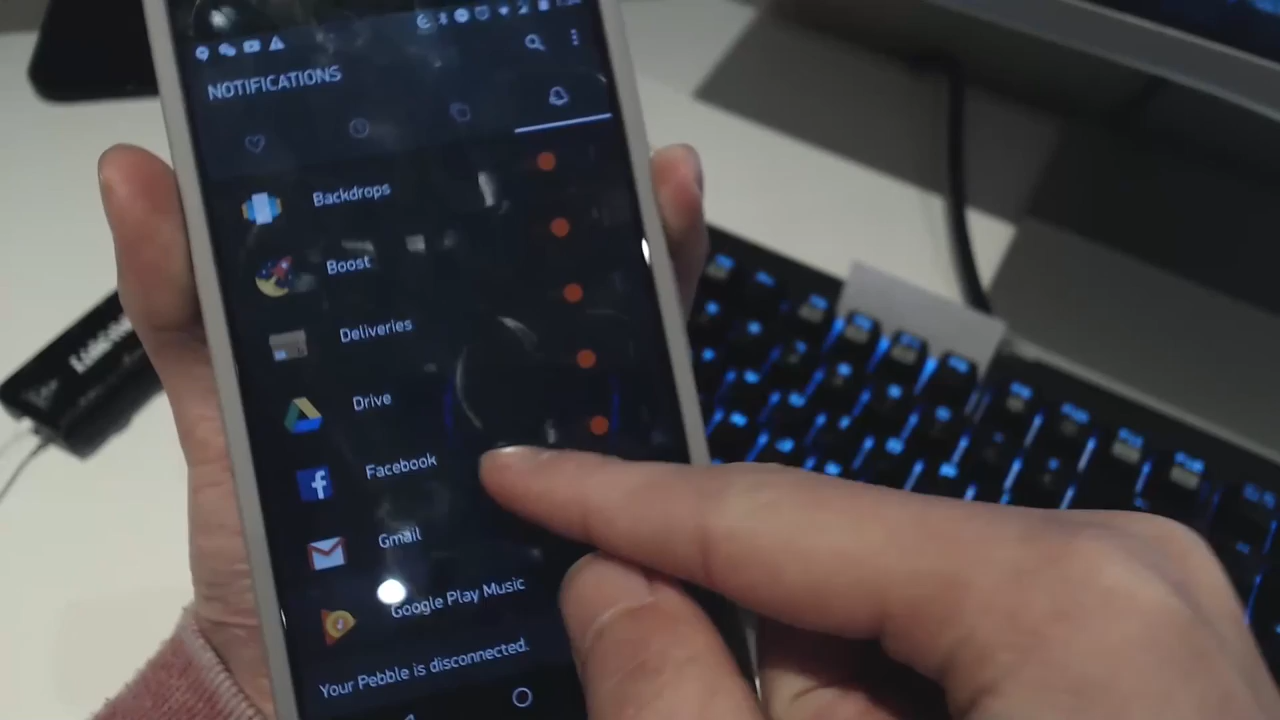 NOTIFICATIONS
Backdrops
Boost
Deliveries
Drive
Facebook
Gmail
Google Play Music
Your Pebble is disconnected.